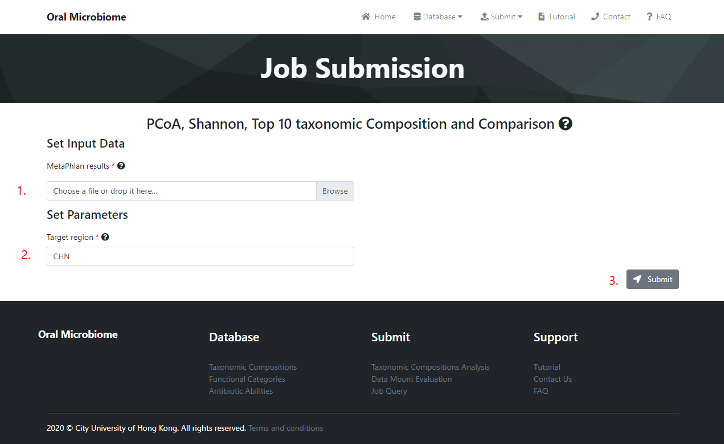 Oral Microbiome Home Database Submit Tutorial Contact ? FAQ
Job Submission
PCoA, Shannon, Top 10 taxonomic Composition and Comparison ?
Set Input Data
MetaPhlan results * ?
1. Choose a file or drop it here... Browse
Set Parameters
Target region * ?
2. CHN
3. Submit
Oral Microbiome Database Submit Support
Taxonomic Compositions Taxonomic Compositions Analysis Tutorial
Functional Categories Data Mount Evaluation Contact Us
Antibiotic Abilities Job Query FAQ
2020 © City University of Hong Kong. All rights reserved. Terms and conditions